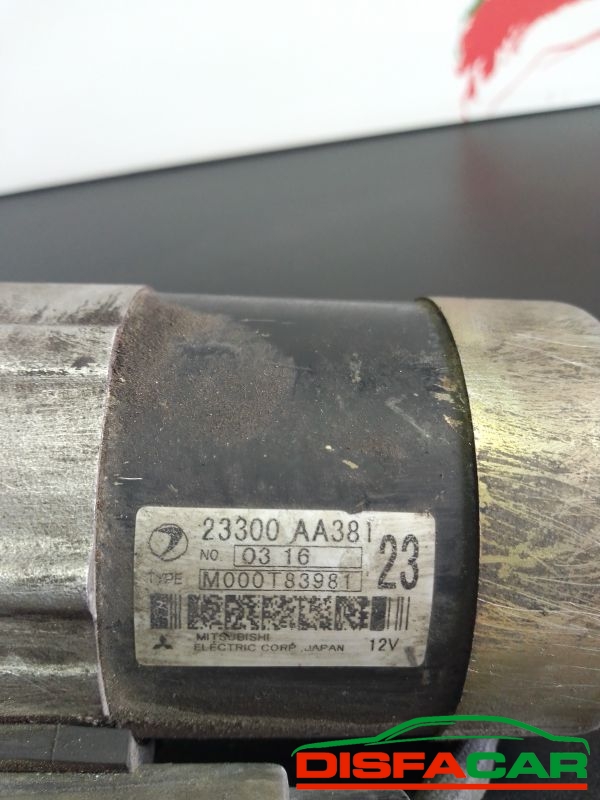 23300 AA381
NO. 03 16
TYPE M000T83981
23
MITSUBISHI
ELECTRIC CORP. JAPAN 12V
DISFACAR